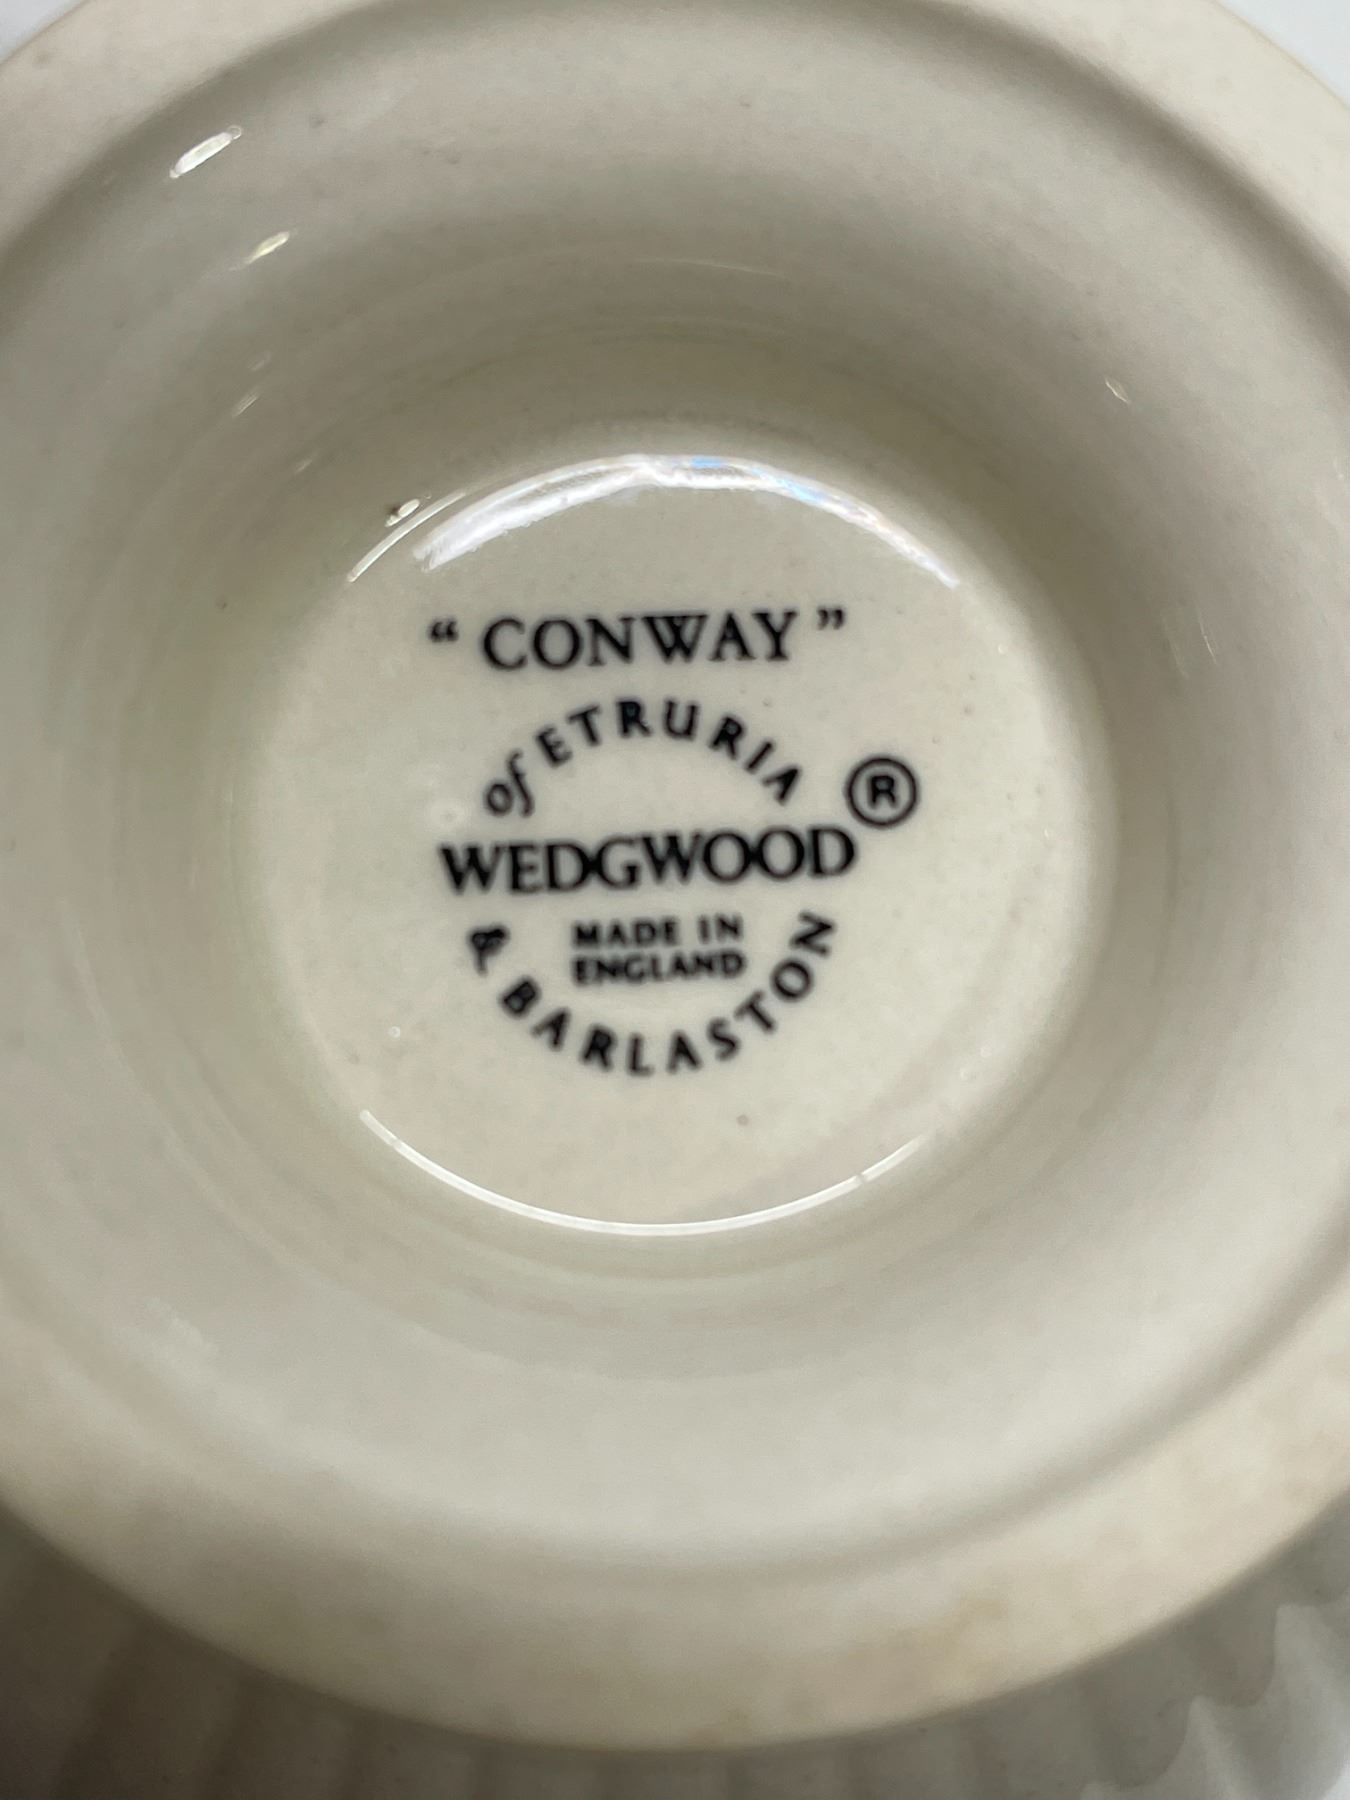 “ CONWAY ”
of ETRURIA
WEDGWOOD ®
MADE IN
ENGLAND
& BARLASTON